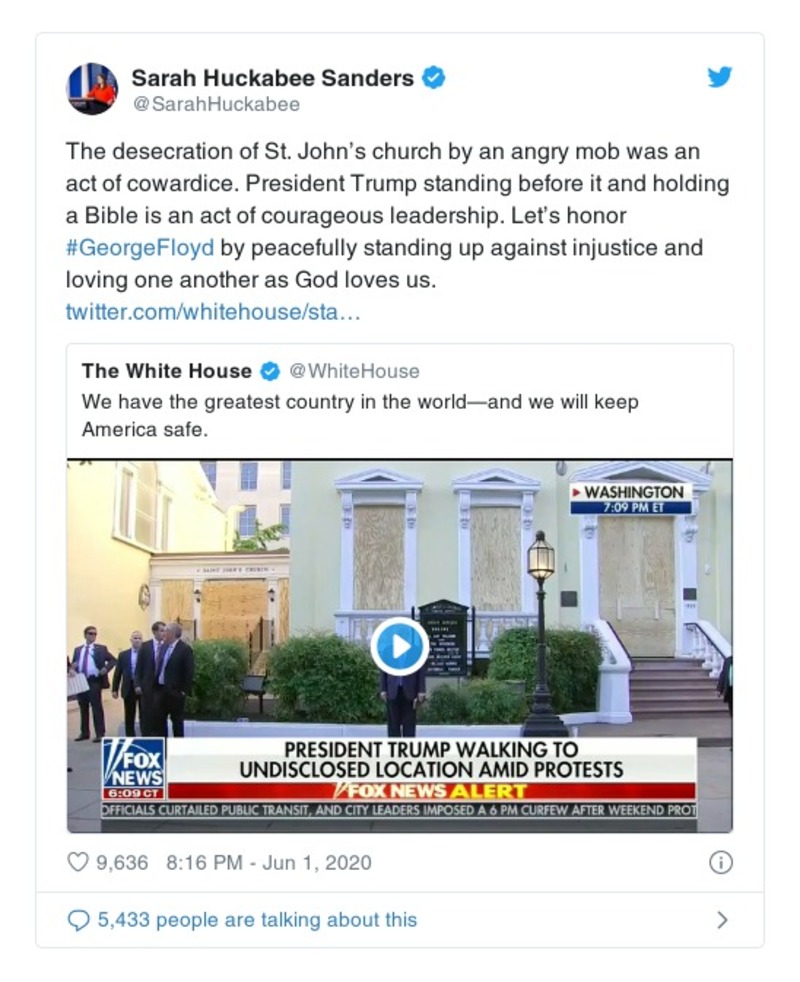 Sarah Huckabee Sanders
@SarahHuckabee
The desecration of St. John's church by an angry mob was an
act of cowardice. President Trump standing before it and holding
a Bible is an act of courageous leadership. Let's honor
#GeorgeFloyd by peacefully standing up against injustice and
loving one another as God loves us.
twitter.com/whitehouse/sta…
The White House @WhiteHouse
We have the greatest country in the world—and we will keep
America safe.
WASHINGTON
7:09 PM ET
SAINT JOHN'S CHURCH
PRESIDENT TRUMP WALKING TO
UNDISCLOSED LOCATION AMID PROTESTS
FOX
NEWS
6:09 CT
FOX NEWS ALERT
OFFICIALS CURTAILED PUBLIC TRANSIT, AND CITY LEADERS IMPOSED A 6 PM CURFEW AFTER WEEKEND PROT
9,636 8:16 PM - Jun 1, 2020
5,433 people are talking about this